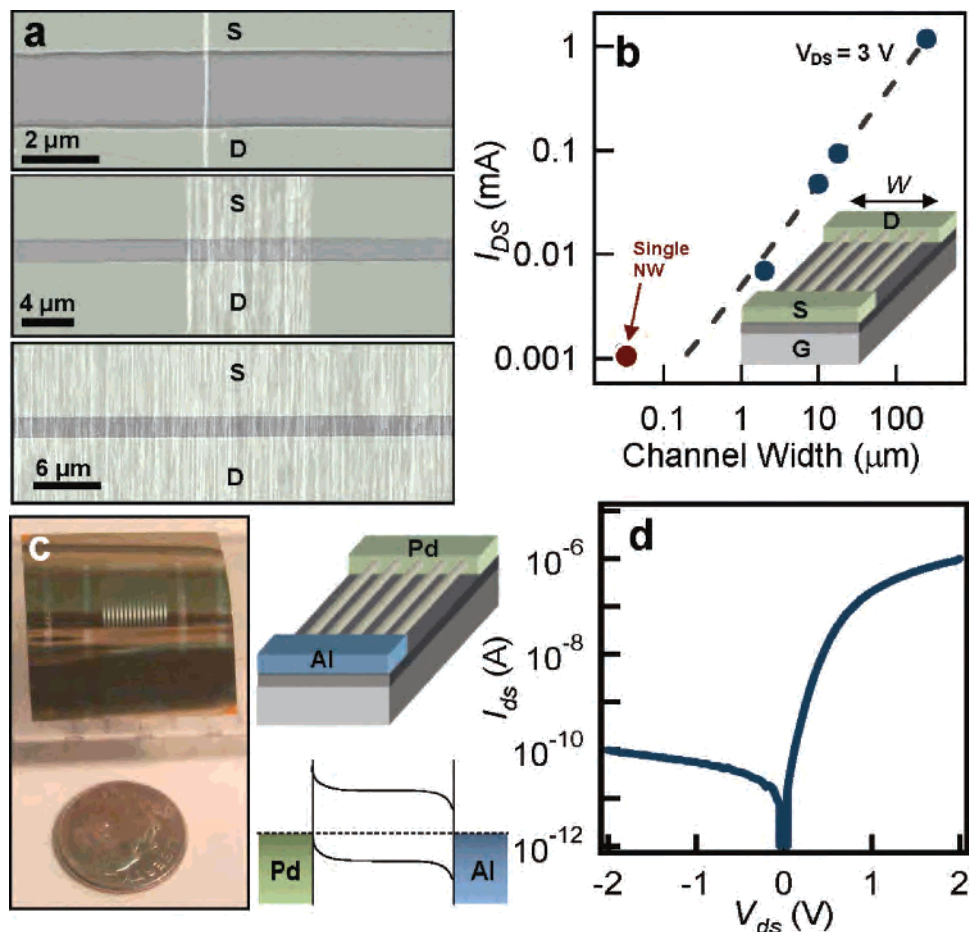 a
S
D
2 µm
S
D
4 µm
S
D
6 µm
b
V_DS = 3 V
1
0.1
0.01
0.001
I_DS (mA)
W
D
S
G
Single
NW
0.1 1 10 100
Channel Width (µm)
c
Pd
Al
Pd
Al
d
10^-6
10^-8
10^-10
10^-12
I_ds (A)
-2 -1 0 1 2
V_ds (V)